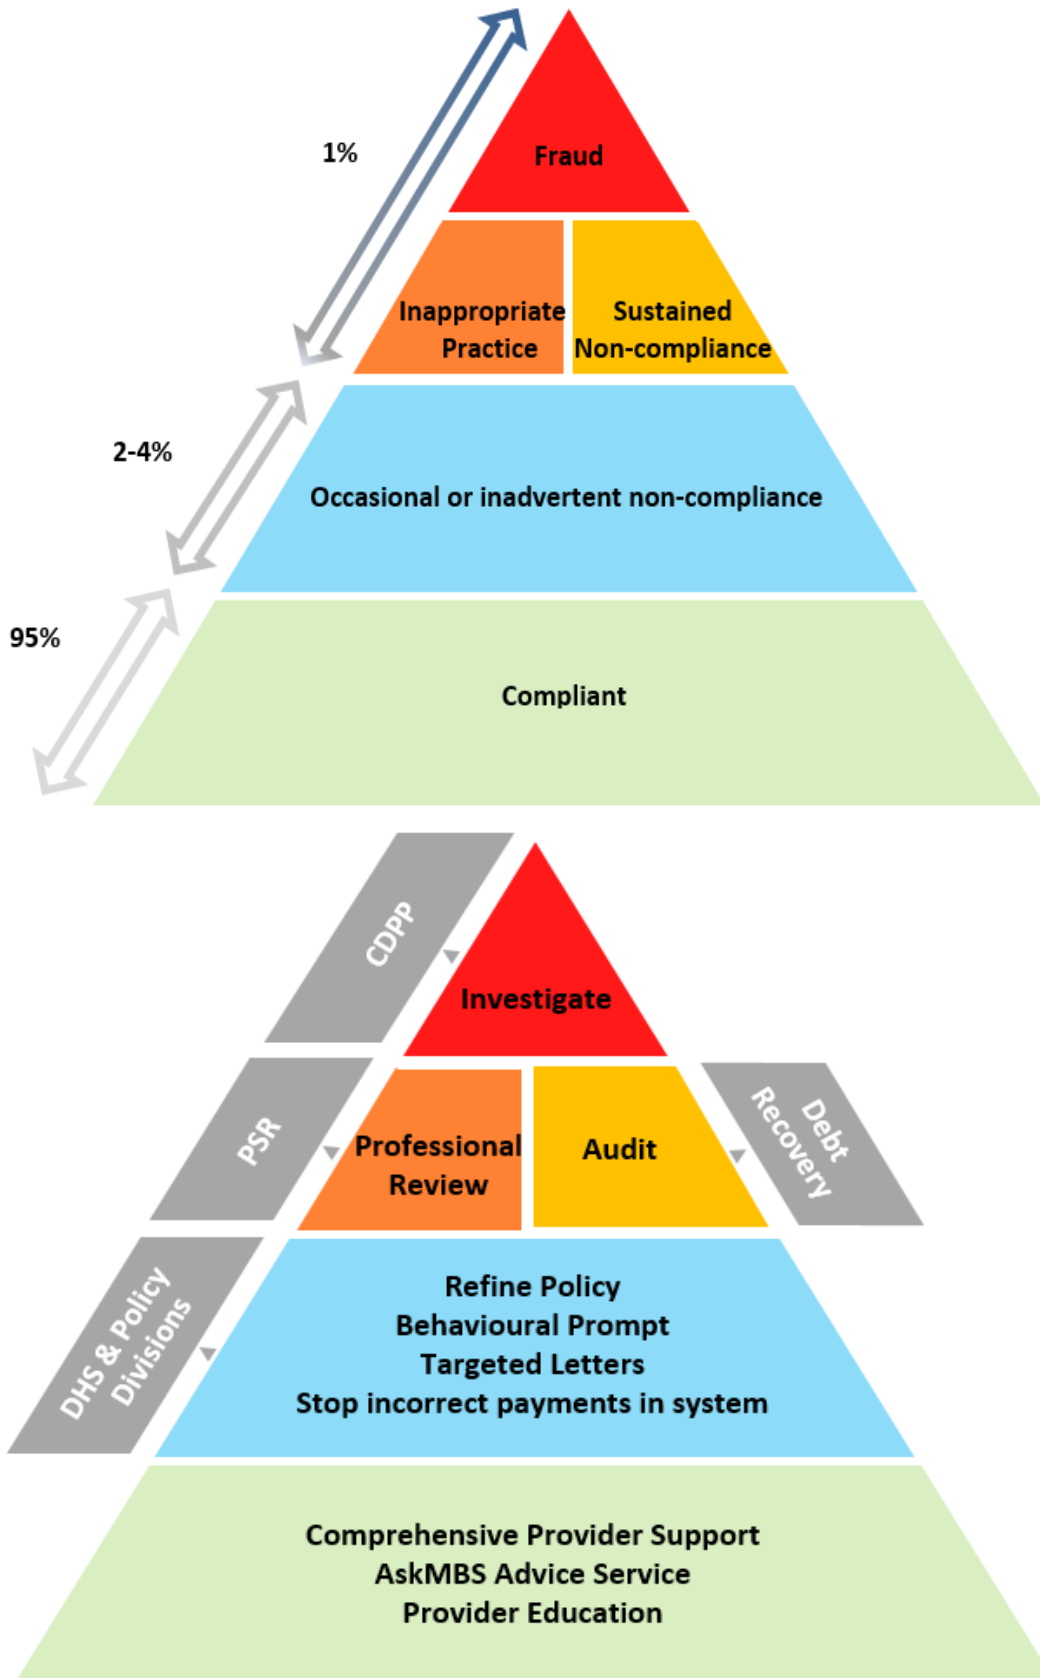 1%
Fraud
Inappropriate
Practice
Sustained
Non-compliance
2-4%
Occasional or inadvertent non-compliance
95%
Compliant
CDPP
Investigate
PSR
Professional
Review
Audit
Debt
Recovery
DHS & Policy
Divisions
Refine Policy
Behavioural Prompt
Targeted Letters
Stop incorrect payments in system
Comprehensive Provider Support
AskMBS Advice Service
Provider Education